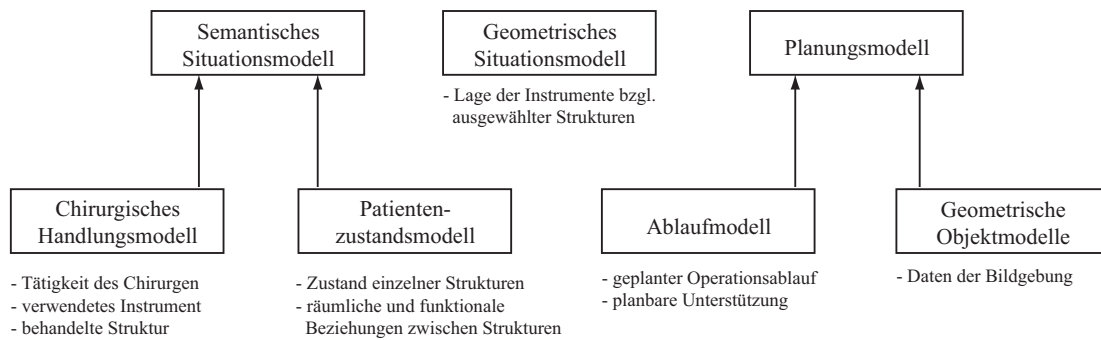 Semantisches
Situationsmodell
Geometrisches
Situationsmodell
- Lage der Instrumente bzgl.
ausgewählter Strukturen
Planungsmodell
Chirurgisches
Handlungsmodell
- Tätigkeit des Chirurgen
- verwendetes Instrument
- behandelte Struktur
Patienten-
zustandsmodell
- Zustand einzelner Strukturen
- räumliche und funktionale
Beziehungen zwischen Strukturen
Ablaufmodell
- geplanter Operationsablauf
- planbare Unterstützung
Geometrische
Objektmodelle
- Daten der Bildgebung